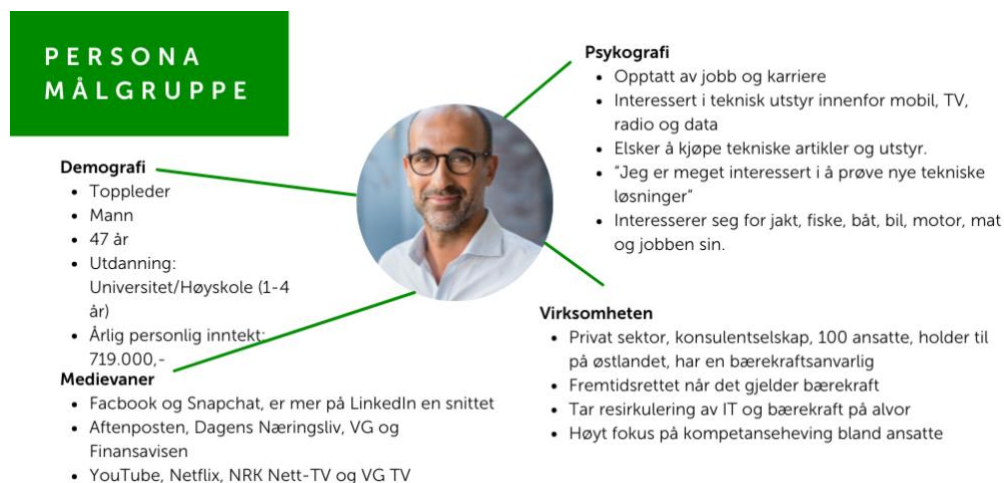 PERSONA
MÅLGRUPPE
Demografi
• Toppleder
• Mann
• 47 år
• Utdanning:
Universitet/Høyskole (1-4
år)
• Årlig personlig inntekt:
719.000,-
Medievaner
• Facbook og Snapchat, er mer på LinkedIn en snittet
• Aftenposten, Dagens Næringsliv, VG og
Finansavisen
• YouTube, Netflix, NRK Nett-TV og VG TV
Psykografi
• Opptatt av jobb og karriere
• Interessert i teknisk utstyr innenfor mobil, TV,
radio og data
• Elsker å kjøpe tekniske artikler og utstyr.
• “Jeg er meget interessert i å prøve nye tekniske
løsninger”
• Interesserer seg for jakt, fiske, båt, bil, motor, mat
og jobben sin.
Virksomheten
• Privat sektor, konsulentselskap, 100 ansatte, holder til
på østlandet, har en bærekraftsanvarlig
• Fremtidsrettet når det gjelder bærekraft
• Tar resirkulering av IT og bærekraft på alvor
• Høyt fokus på kompetanseheving bland ansatte